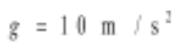 g = 10 m / s²